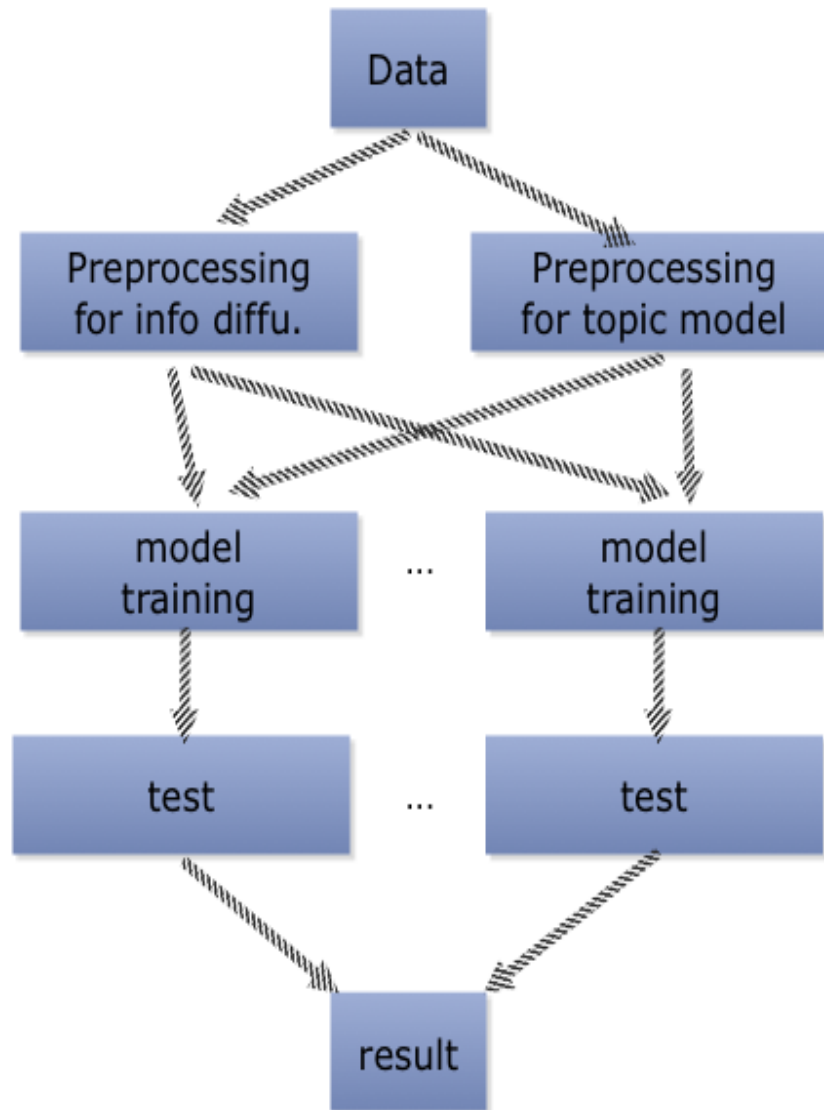 Data
Preprocessing
for info diffu.
Preprocessing
for topic model
model
training
...
model
training
test
...
test
result